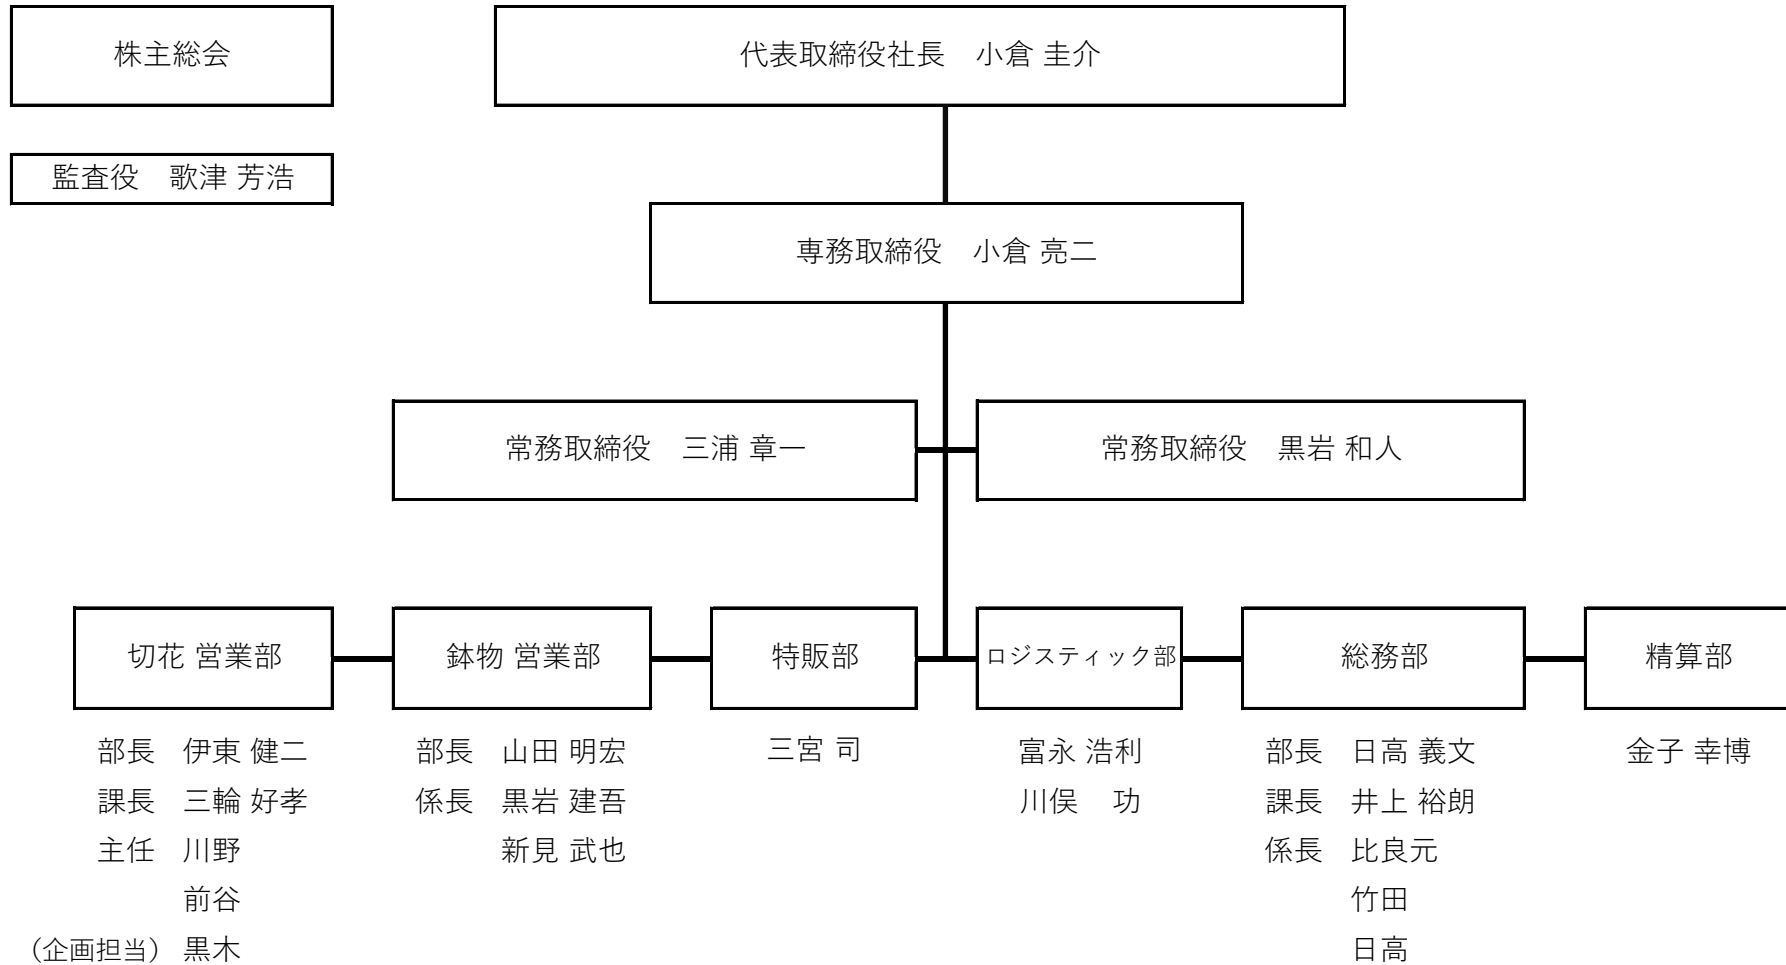 株主総会
代表取締役社長　小倉 圭介
監査役　歌津 芳浩
専務取締役　小倉 亮二
常務取締役　三浦 章一
常務取締役　黒岩 和人
切花 営業部
鉢物 営業部
特販部
ロジスティック部
総務部
精算部
部長　伊東 健二
課長　三輪 好孝
主任　川野
前谷
（企画担当） 黒木
部長　山田 明宏
係長　黒岩 建吾
新見 武也
三宮 司
富永 浩利
川俣　功
部長　日高 義文
課長　井上 裕朗
係長　比良元
竹田
日高
金子 幸博